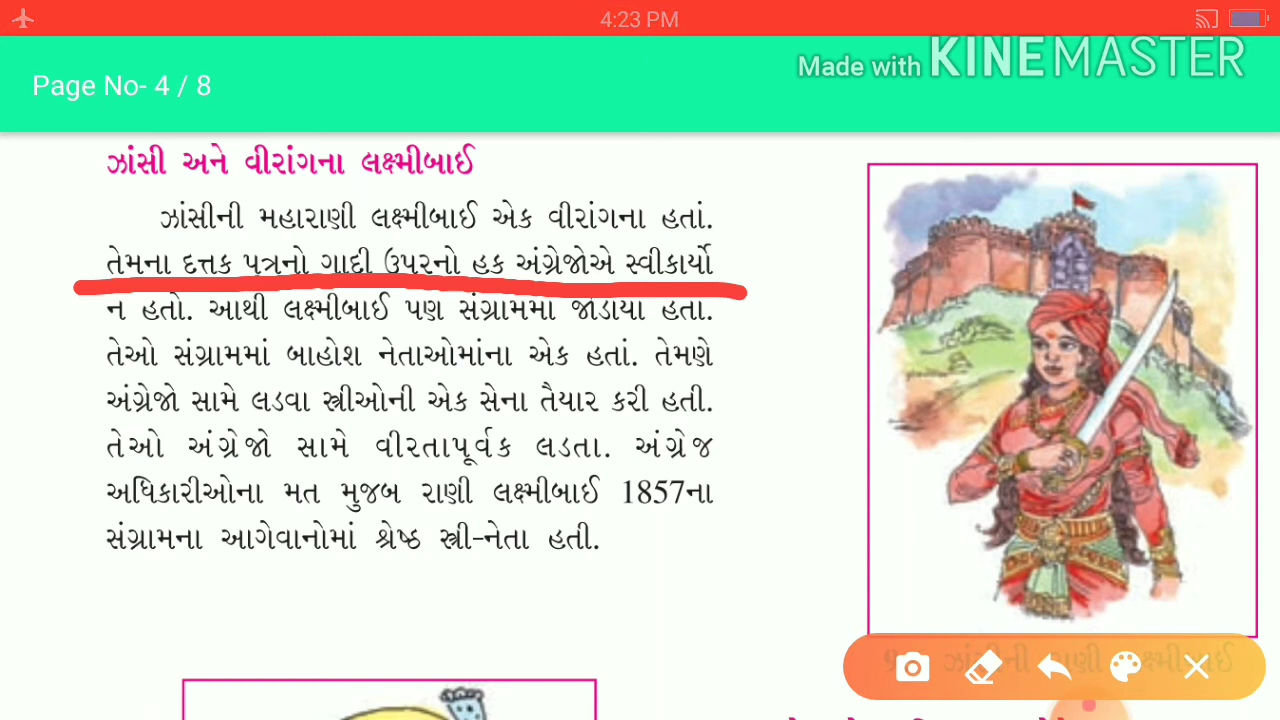 4:23 PM
Made with KINEMASTER
Page No- 4 / 8
ઝાંસી અને વીરાંગના લક્ષ્મીબાઈ
ઝાંસીની મહારાણી લક્ષ્મીબાઈ એક વીરાંગના હતાં.
તેમના દત્તક પત્રનો ગાદી ઉપરનો હક અંગ્રેજોએ સ્વીકાર્યો
ન હતો. આથી લક્ષ્મીબાઈ પણ સંગ્રામમાં જોડાયા હતા.
તેઓ સંગ્રામમાં બાહોશ નેતાઓમાંના એક હતાં. તેમણે
અંગ્રેજો સામે લડવા સ્ત્રીઓની એક સેના તૈયાર કરી હતી.
તેઓ અંગ્રેજો સામે વીરતાપૂર્વક લડતા. અંગ્રેજ
અધિકારીઓના મત મુજબ રાણી લક્ષ્મીબાઈ 1857ના
સંગ્રામના આગેવાનોમાં શ્રેષ્ઠ સ્ત્રી-નેતા હતી.
ઝાંસીની રાણી લક્ષ્મીબાઈ